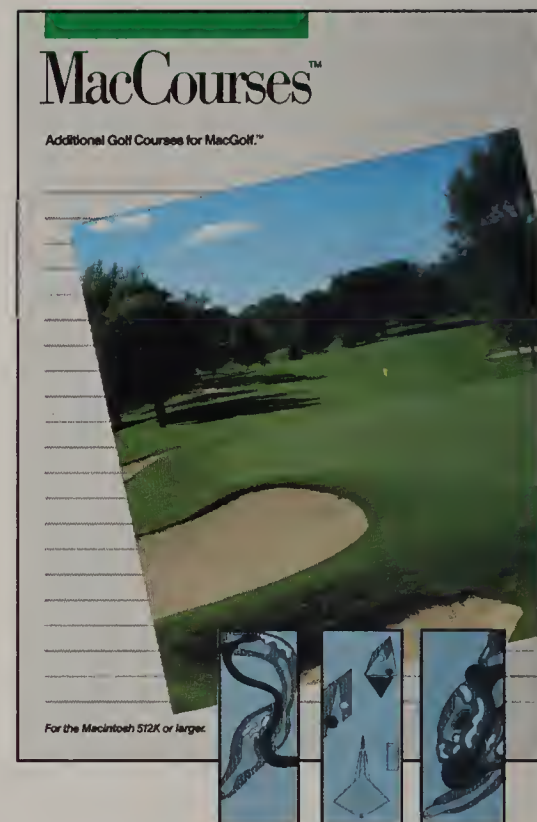 MacCourses™
Additional Golf Courses for MacGolf.™
For the Macintosh 512K or larger.